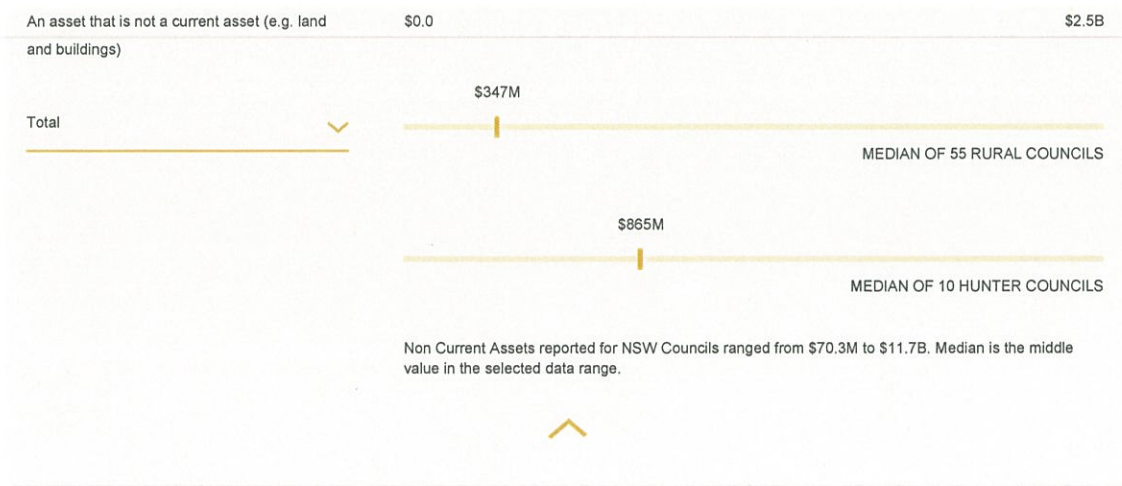 An asset that is not a current asset (e.g. land
and buildings)
$0.0
$2.5B
Total
$347M
MEDIAN OF 55 RURAL COUNCILS
$865M
MEDIAN OF 10 HUNTER COUNCILS
Non Current Assets reported for NSW Councils ranged from $70.3M to $11.7B. Median is the middle
value in the selected data range.